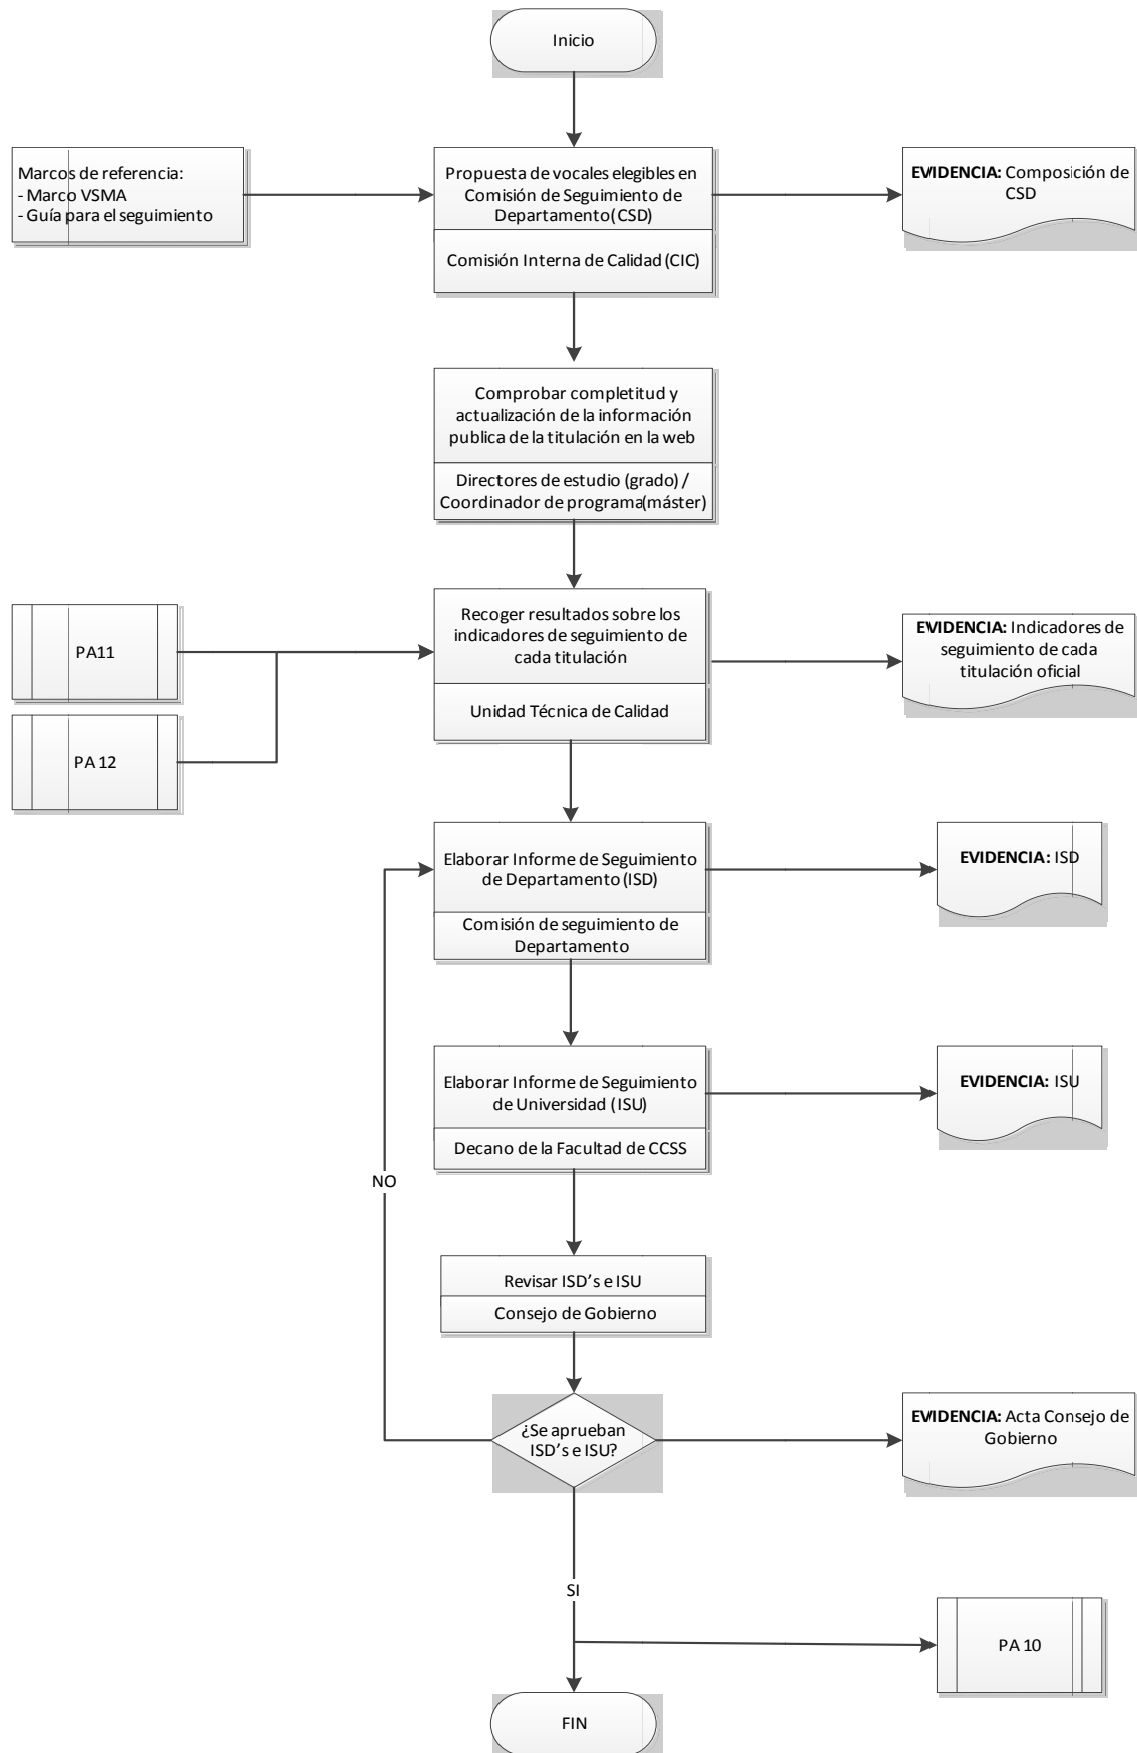 Inicio
Marcos de referencia:
- Marco VSMA
- Guía para el seguimiento
Propuesta de vocales elegibles en
Comisión de Seguimiento de
Departamento(CSD)
Comisión Interna de Calidad (CIC)
EVIDENCIA: Composición de
CSD
Comprobar completitud y
actualización de la información
publica de la titulación en la web
Directores de estudio (grado) /
Coordinador de programa(máster)
PA11
PA 12
Recoger resultados sobre los
indicadores de seguimiento de
cada titulación
Unidad Técnica de Calidad
EVIDENCIA: Indicadores de
seguimiento de cada
titulación oficial
Elaborar Informe de Seguimiento
de Departamento (ISD)
Comisión de seguimiento de
Departamento
EVIDENCIA: ISD
Elaborar Informe de Seguimiento
de Universidad (ISU)
Decano de la Facultad de CCSS
EVIDENCIA: ISU
NO
Revisar ISD's e ISU
Consejo de Gobierno
¿Se aprueban
ISD's e ISU?
EVIDENCIA: Acta Consejo de
Gobierno
SI
PA 10
FIN